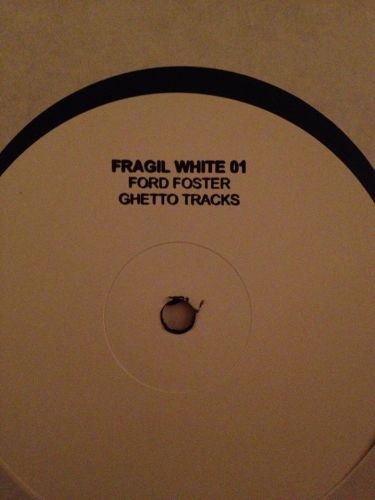 FRAGIL WHITE 01
FORD FOSTER
GHETTO TRACKS